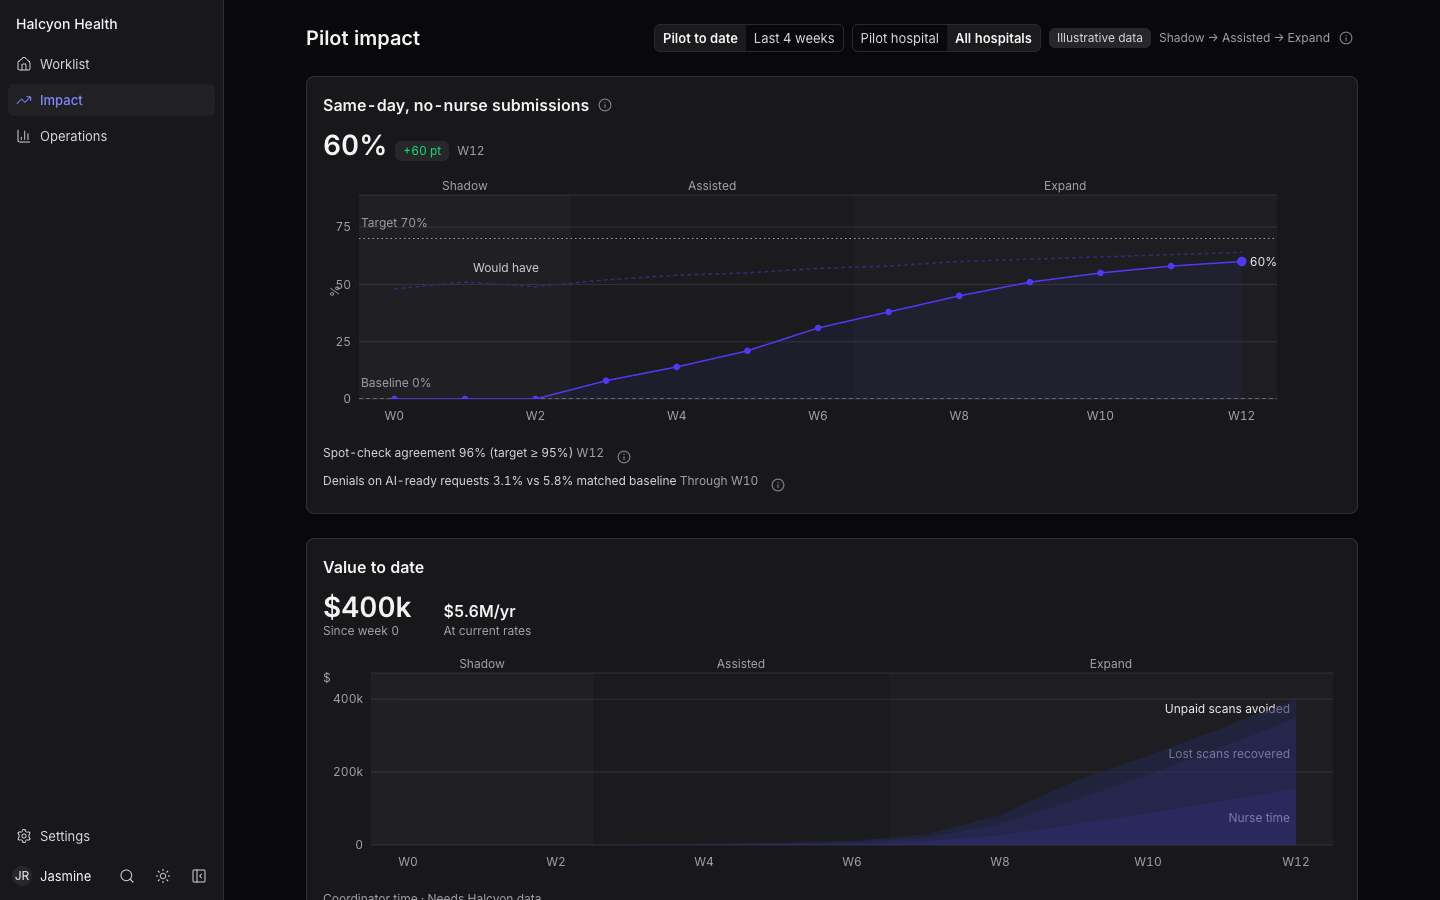 Halcyon Health
Worklist
Impact
Operations
Settings
JR Jasmine
Pilot impact
Pilot to date Last 4 weeks Pilot hospital All hospitals Illustrative data Shadow → Assisted → Expand
Same-day, no-nurse submissions
60% +60 pt W12
Shadow Assisted Expand
75
Target 70%
Would have
60%
% 50
25
Baseline 0%
0
W0 W2 W4 W6 W8 W10 W12
Spot-check agreement 96% (target ≥ 95%) W12
Denials on AI-ready requests 3.1% vs 5.8% matched baseline Through W10
Value to date
$400k $5.6M/yr
Since week 0 At current rates
Shadow Assisted Expand
$
400k
Unpaid scans avoided
Lost scans recovered
200k
Nurse time
0
W0 W2 W4 W6 W8 W10 W12
Coordinator time · Needs Halcyon data